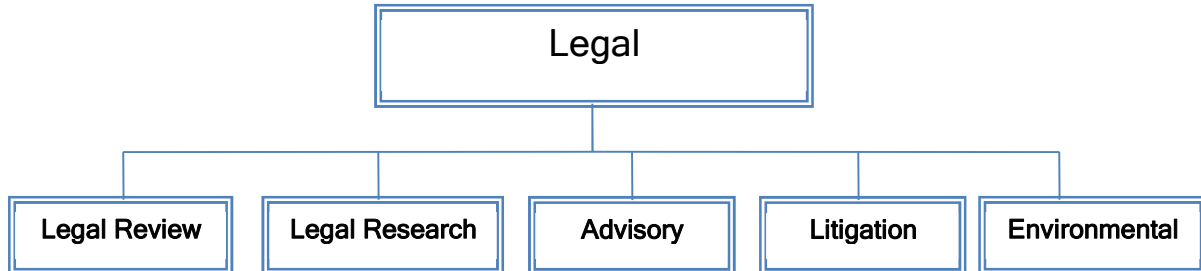 Legal
Legal Review
Legal Research
Advisory
Litigation
Environmental